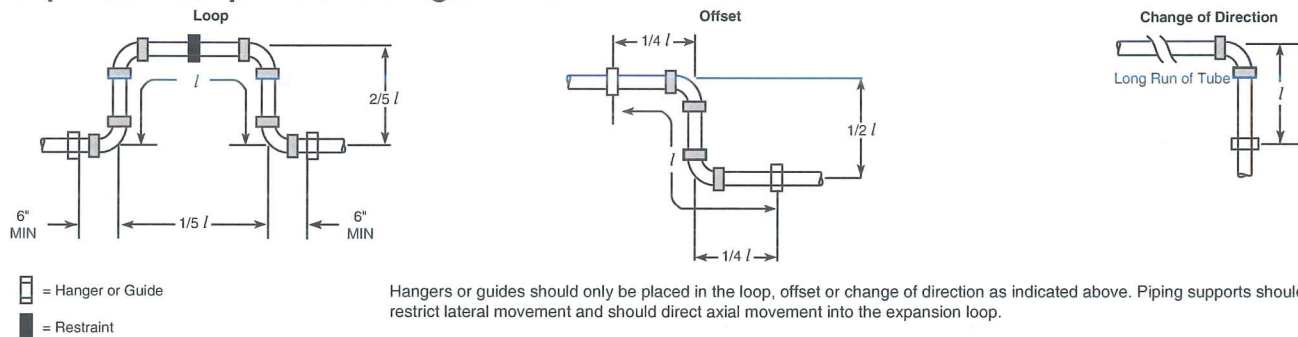 Loop
Offset
Change of Direction
1/4 l
l
2/5 l
Long Run of Tube
l
1/2 l
l
6"
MIN
1/5 l
6"
MIN
1/4 l
= Hanger or Guide
= Restraint
Hangers or guides should only be placed in the loop, offset or change of direction as indicated above. Piping supports should
restrict lateral movement and should direct axial movement into the expansion loop.